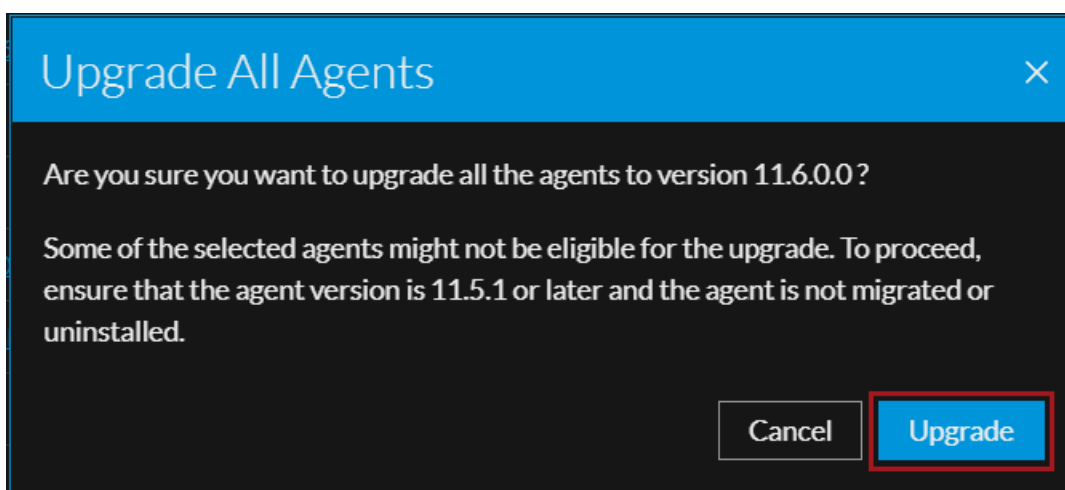 Upgrade All Agents
Are you sure you want to upgrade all the agents to version 11.6.0.0 ?
Some of the selected agents might not be eligible for the upgrade. To proceed,
ensure that the agent version is 11.5.1 or later and the agent is not migrated or
uninstalled.
Cancel Upgrade